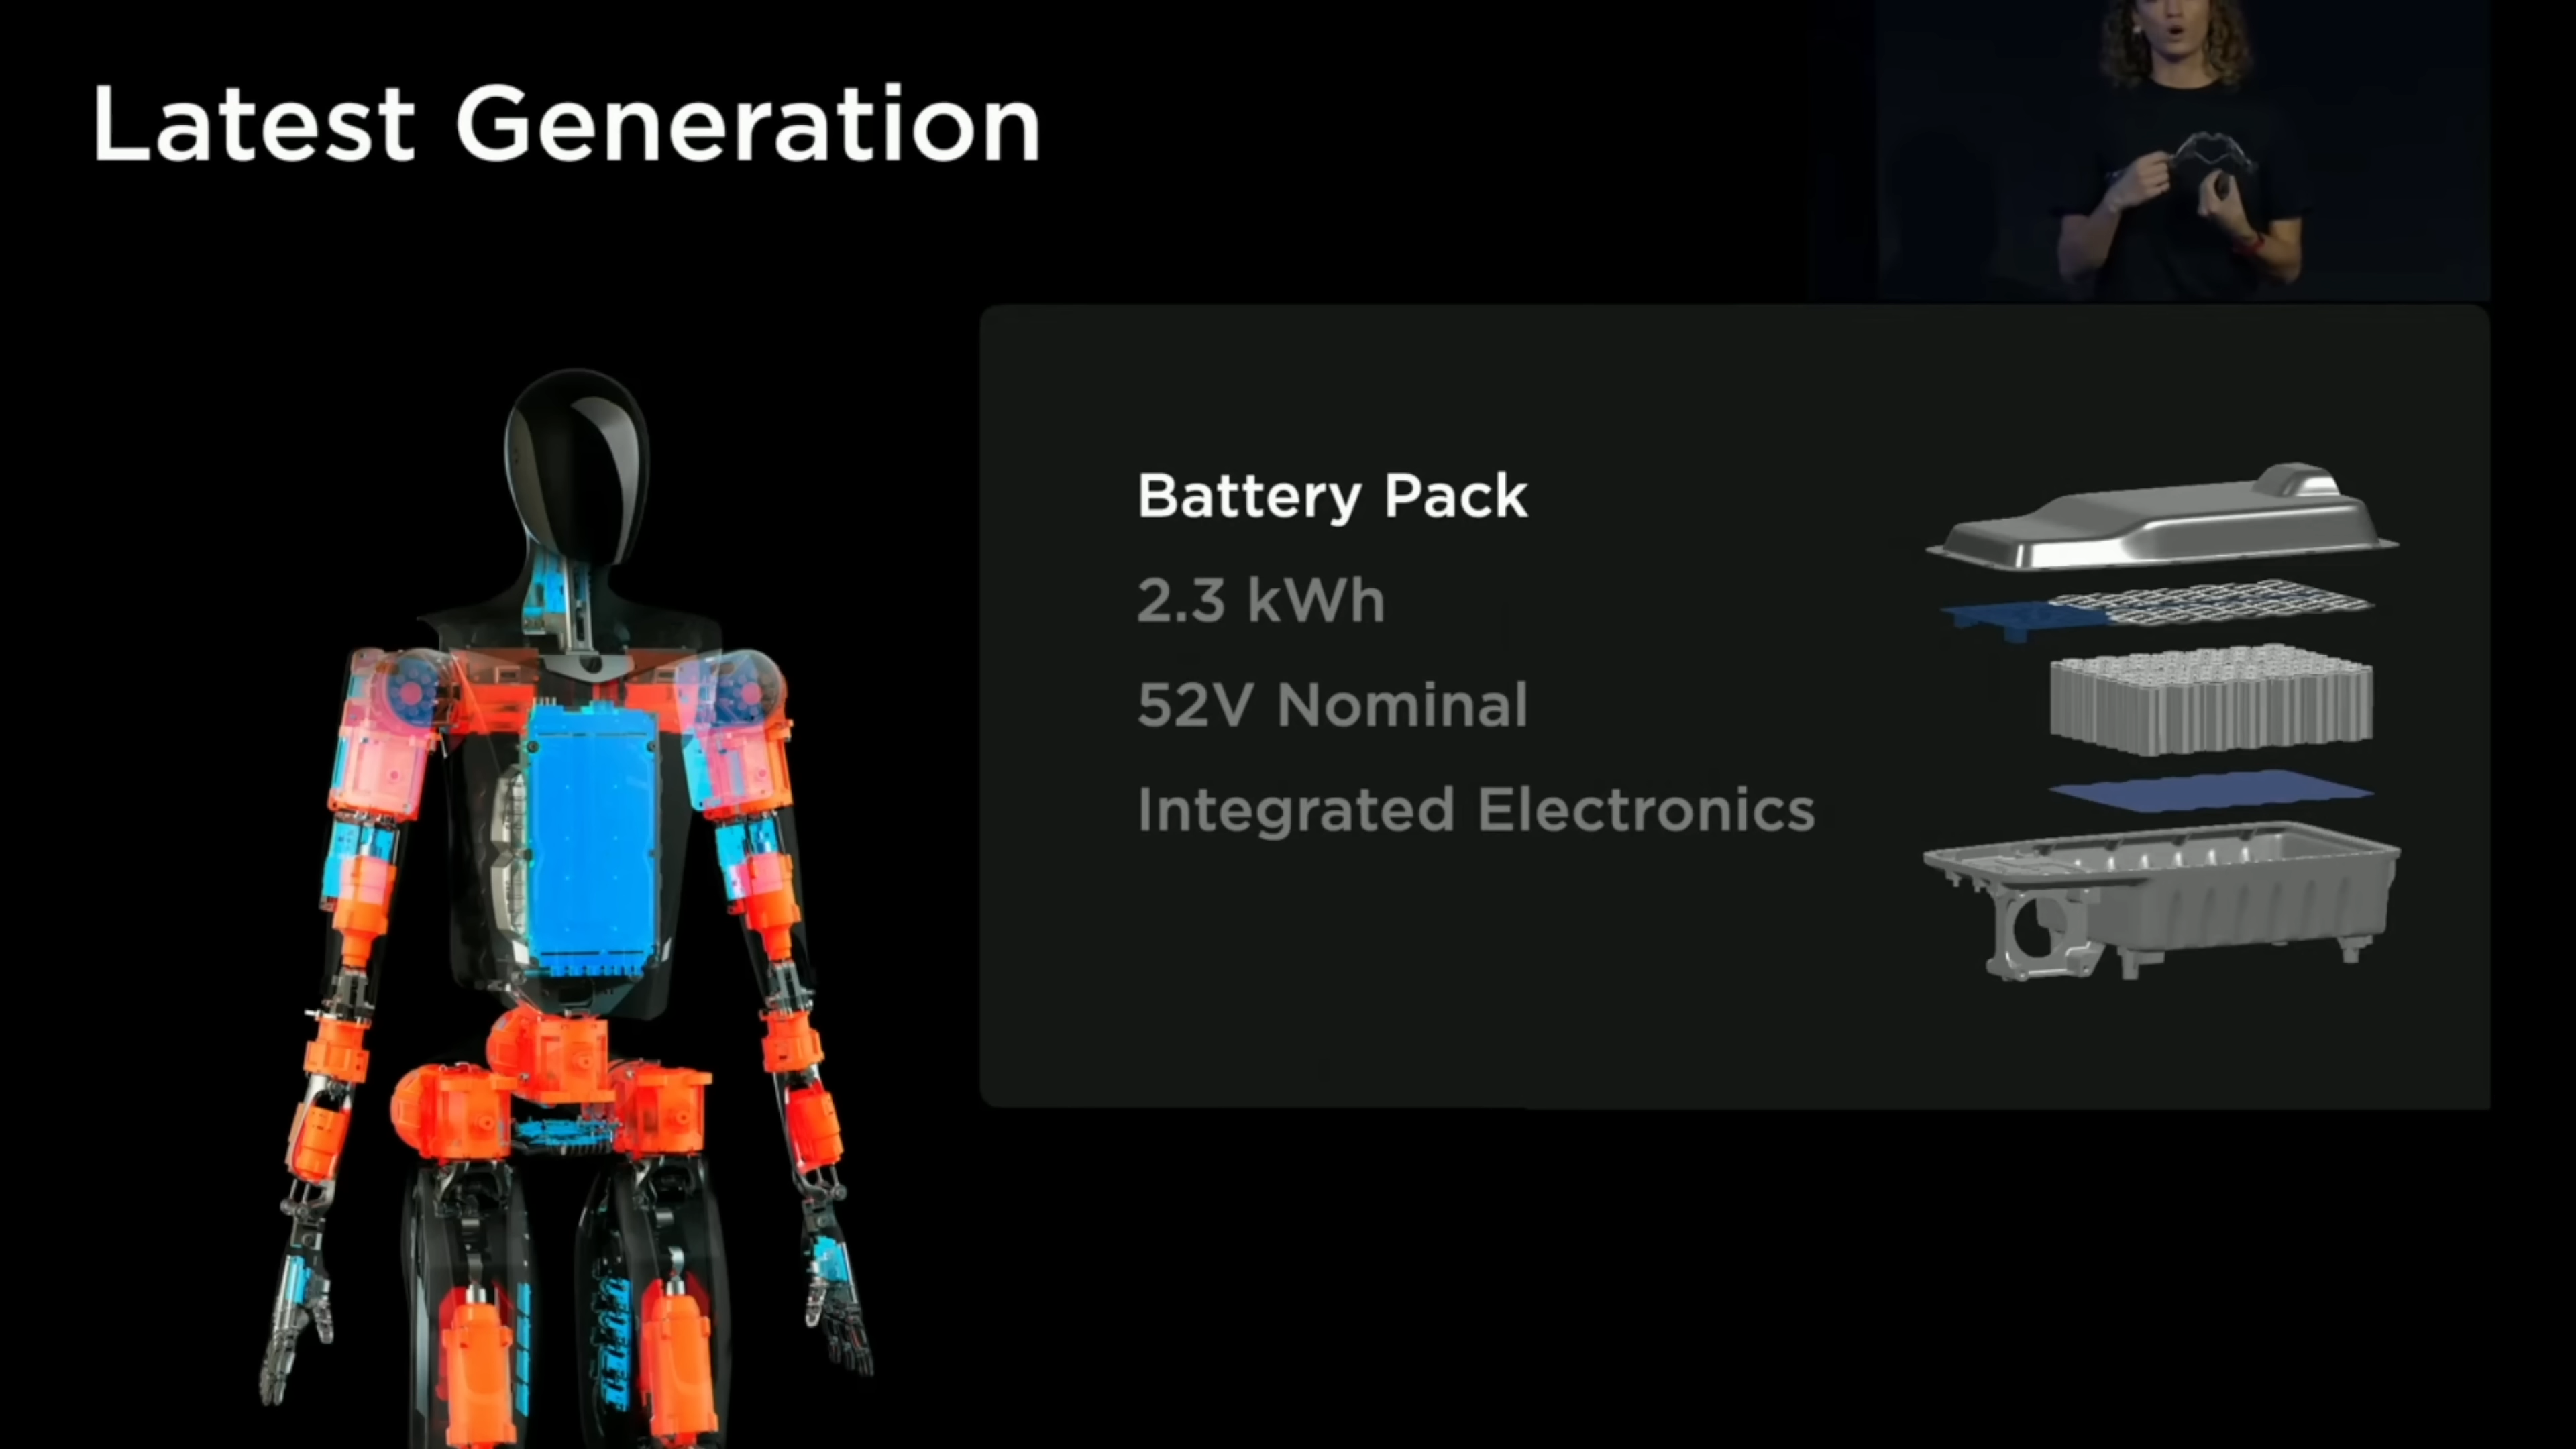 Latest Generation
Battery Pack
2.3 kWh
52V Nominal
Integrated Electronics